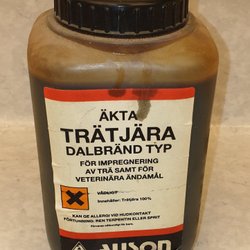 ÄKTA
TRÄTJÄRA
DALBRÄND TYP
FÖR IMPREGNERING
AV TRÄ SAMT FÖR
VETERINÄRA ÄNDAMÅL
VÅDLIGT
Innehåller: Trätjära 100%
KAN GE ALLERGI VID HUDKONTAKT
FÖRTUNNING: REN TERPENTIN ELLER SPRIT